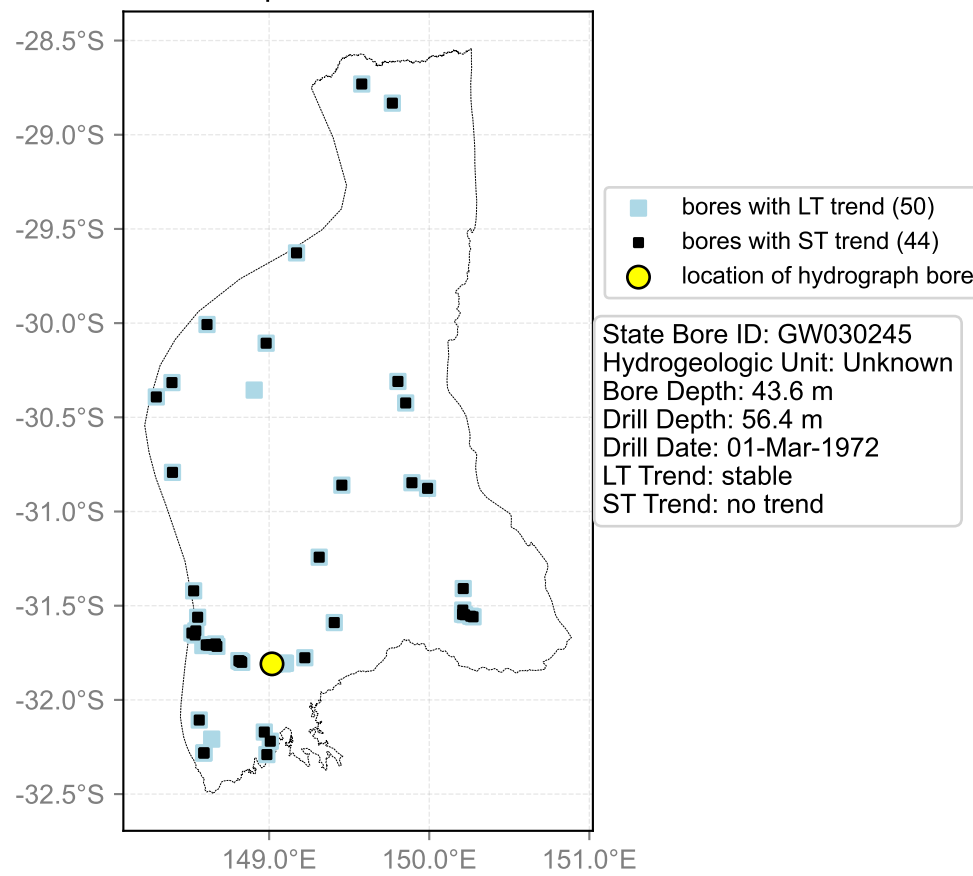 -28.5°S
-29.0°S
-29.5°S
-30.0°S
-30.5°S
-31.0°S
-31.5°S
-32.0°S
-32.5°S
149.0°E
150.0°E
151.0°E
bores with LT trend (50)
bores with ST trend (44)
location of hydrograph bore
State Bore ID: GW030245
Hydrogeologic Unit: Unknown
Bore Depth: 43.6 m
Drill Depth: 56.4 m
Drill Date: 01-Mar-1972
LT Trend: stable
ST Trend: no trend